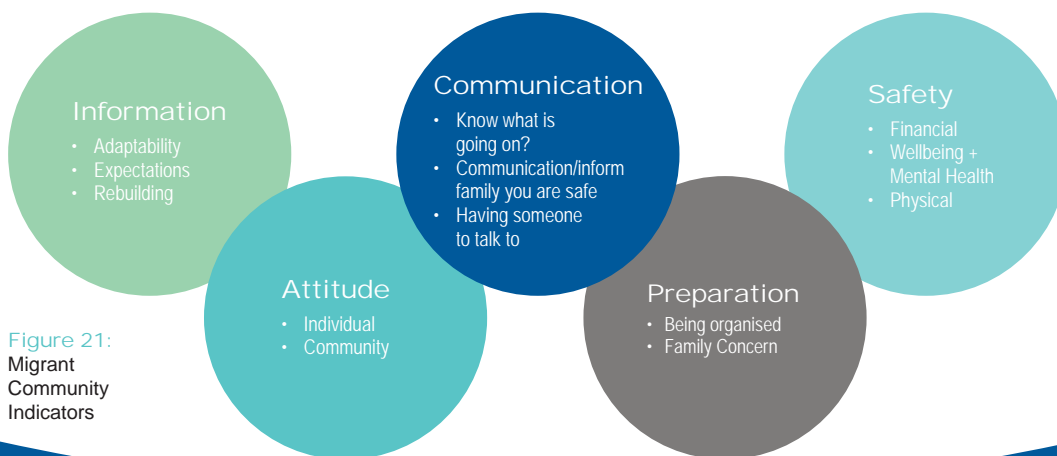 Information
• Adaptability
• Expectations
• Rebuilding
Attitude
• Individual
• Community
Communication
• Know what is
going on?
• Communication/inform
family you are safe
• Having someone
to talk to
Preparation
• Being organised
• Family Concern
Safety
• Financial
• Wellbeing +
Mental Health
• Physical
Figure 21:
Migrant
Community
Indicators